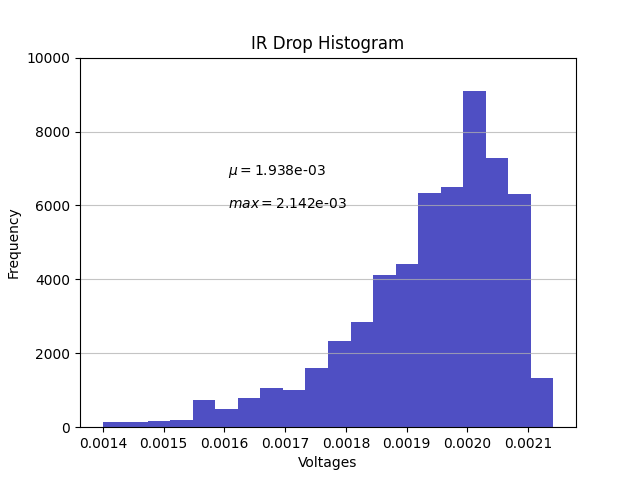 IR Drop Histogram
10000
8000
6000
4000
2000
0
Frequency
μ = 1.938e-03
max = 2.142e-03
0.0014 0.0015 0.0016 0.0017 0.0018 0.0019 0.0020 0.0021
Voltages